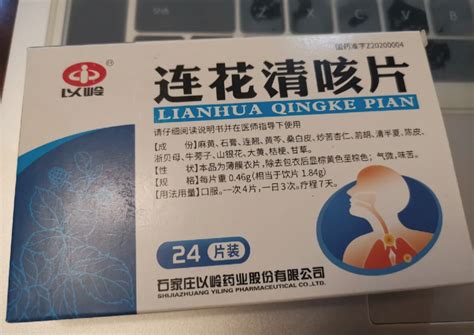 国药准字Z20200004
以岭
连花清咳片
LIANHUA QINGKE PIAN
请仔细阅读说明书并在医师指导下使用
【成　份】麻黄、石膏、连翘、黄芩、桑白皮、炒苦杏仁、前胡、清半夏、陈皮、
浙贝母、牛蒡子、山银花、大黄、桔梗、甘草。
【性　状】本品为薄膜衣片，除去包衣后显棕黄色至棕色；气微，味苦。
【规　格】每片重0.46g(相当于饮片1.84g)
【用法用量】口服。一次4片，一日3次。疗程7天。
24片装
石家庄以岭药业股份有限公司
SHIJIAZHUANG YILING PHARMACEUTICAL CO.,LTD.